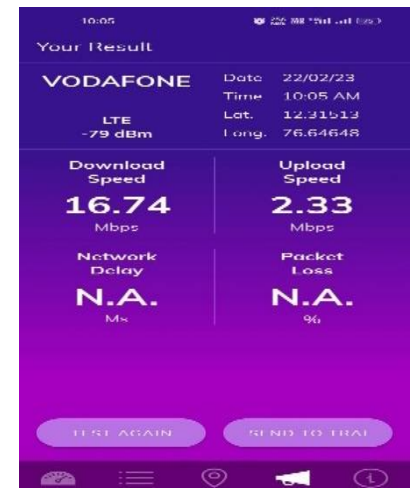 10:05
Your Result
VODAFONE
LTE
-79 dBm
Date 22/02/23
Time 10:05 AM
Lat. 12.31513
Long. 76.64648
Download Speed
16.74
Mbps
Upload Speed
2.33
Mbps
Network Delay
N.A.
Ms
Packet Loss
N.A.
%
TEST AGAIN
SEND TO TRAI